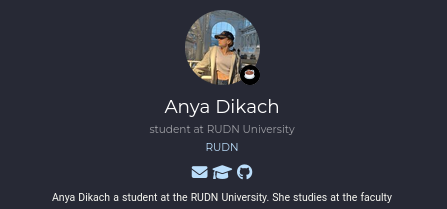 Anya Dikach
student at RUDN University
RUDN
Anya Dikach a student at the RUDN University. She studies at the faculty